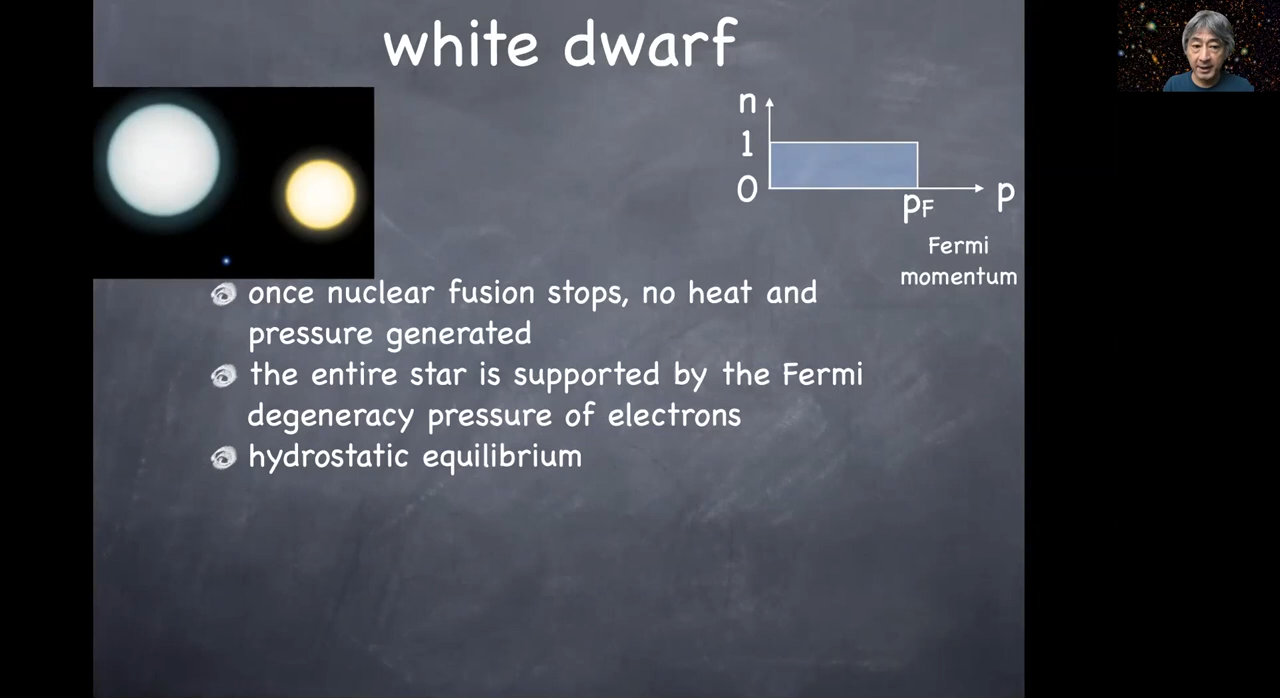 white dwarf
n
1
0
pF
p
Fermi
momentum
once nuclear fusion stops, no heat and
pressure generated
the entire star is supported by the Fermi
degeneracy pressure of electrons
hydrostatic equilibrium